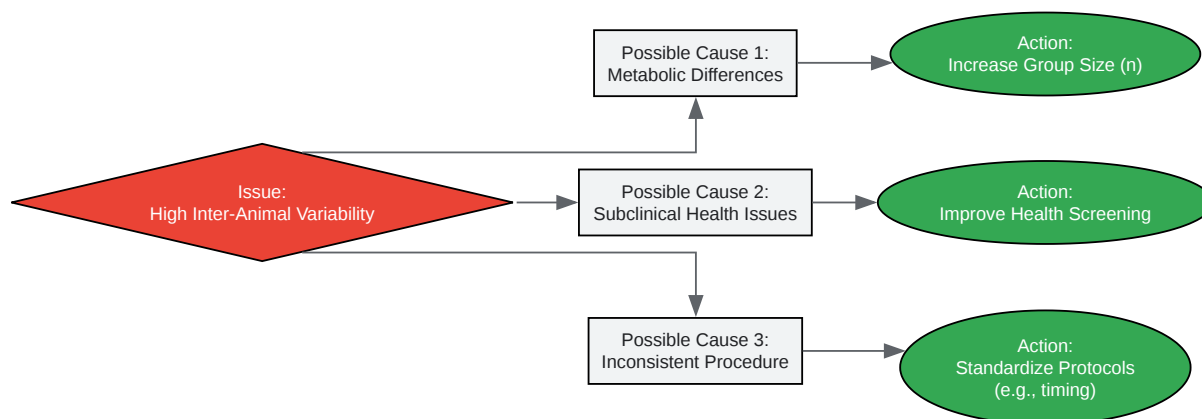 Possible Cause 1:
Metabolic Differences
Action:
Increase Group Size (n)
Issue:
High Inter-Animal Variability
Possible Cause 2:
Subclinical Health Issues
Action:
Improve Health Screening
Possible Cause 3:
Inconsistent Procedure
Action:
Standardize Protocols
(e.g., timing)